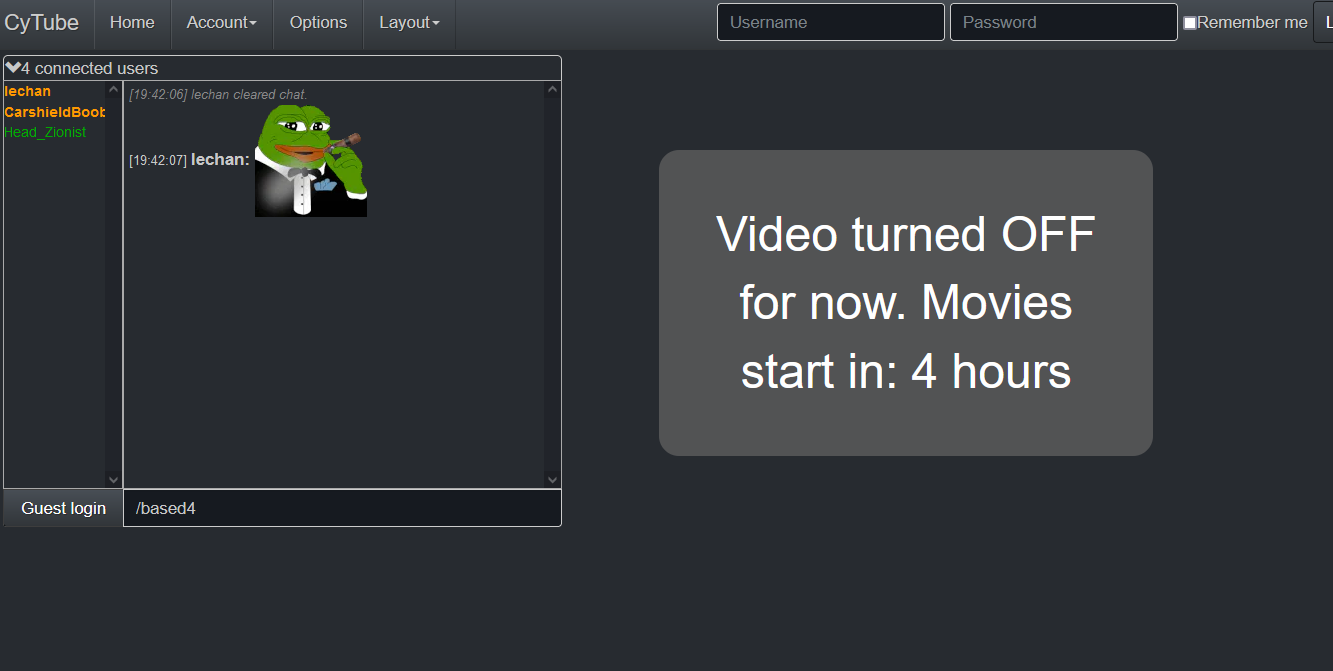 CyTube Home Account Options Layout Username Password Remember me L
4 connected users
lechan
CarshieldBoob
Head_Zionist
[19:42:06] lechan cleared chat.
[19:42:07] lechan:
Guest login /based4
Video turned OFF
for now. Movies
start in: 4 hours